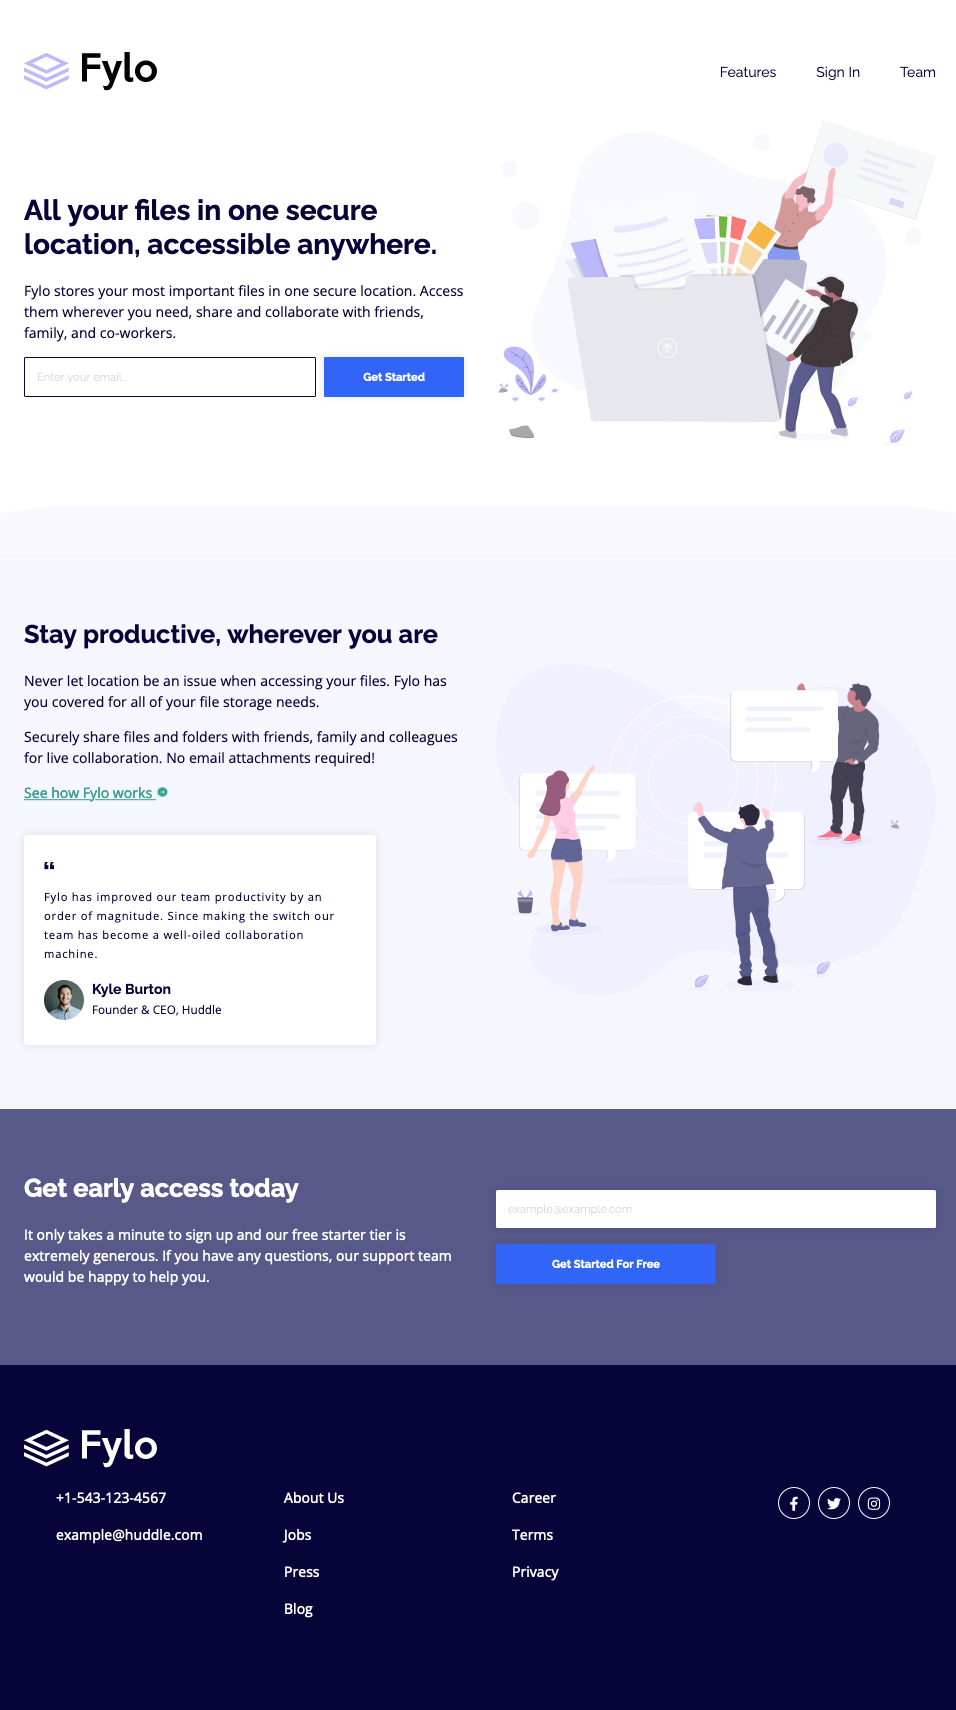 Fylo
Features Sign In Team
All your files in one secure
location, accessible anywhere.
Fylo stores your most important files in one secure location. Access
them wherever you need, share and collaborate with friends,
family, and co-workers.
Enter your email...
Get Started
Stay productive, wherever you are
Never let location be an issue when accessing your files. Fylo has
you covered for all of your file storage needs.
Securely share files and folders with friends, family and colleagues
for live collaboration. No email attachments required!
See how Fylo works
“
Fylo has improved our team productivity by an
order of magnitude. Since making the switch our
team has become a well-oiled collaboration
machine.
Kyle Burton
Founder & CEO, Huddle
Get early access today
It only takes a minute to sign up and our free starter tier is
extremely generous. If you have any questions, our support team
would be happy to help you.
example@example.com
Get Started For Free
Fylo
+1-543-123-4567
example@huddle.com
About Us
Jobs
Press
Blog
Career
Terms
Privacy